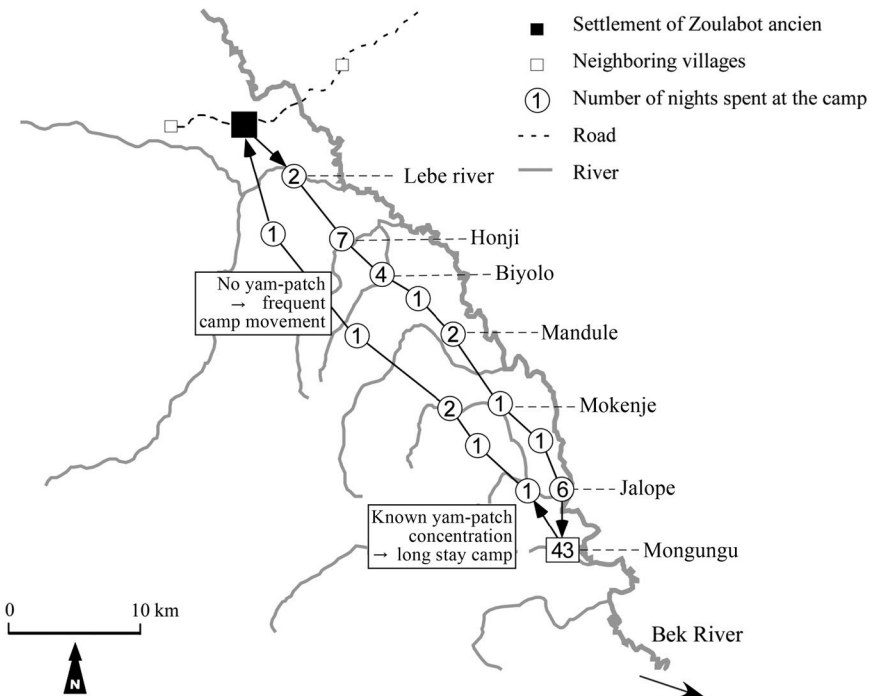 Settlement of Zoulabot ancien
Neighboring villages
1 Number of nights spent at the camp
Road
River
2 Lebe river
1
7 Honji
4 Biyolo
No yam-patch
→ frequent
camp movement
1
2 Mandule
1
1 Mokenje
2
1
1
1
6 Jalope
Known yam-patch
concentration
→ long stay camp
43 Mongungu
0 10 km
N
Bek River